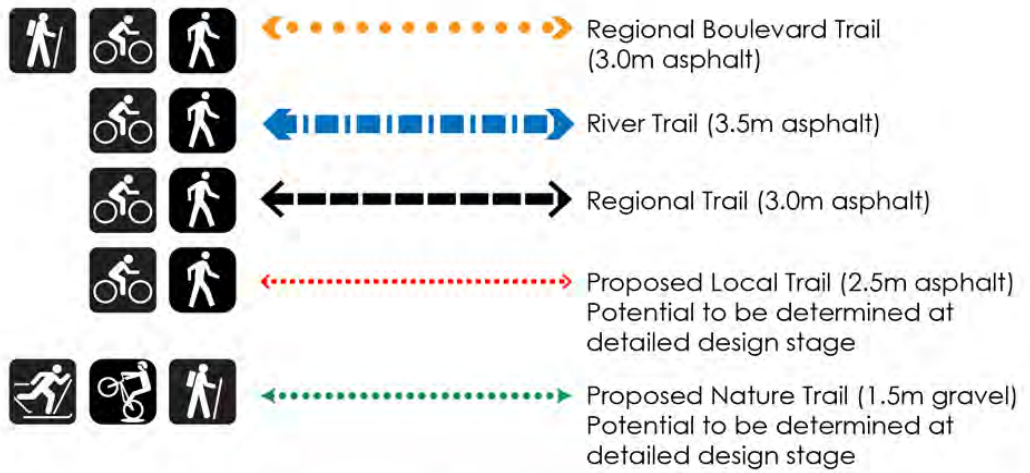 Regional Boulevard Trail
(3.0m asphalt)
River Trail (3.5m asphalt)
Regional Trail (3.0m asphalt)
Proposed Local Trail (2.5m asphalt)
Potential to be determined at
detailed design stage
Proposed Nature Trail (1.5m gravel)
Potential to be determined at
detailed design stage